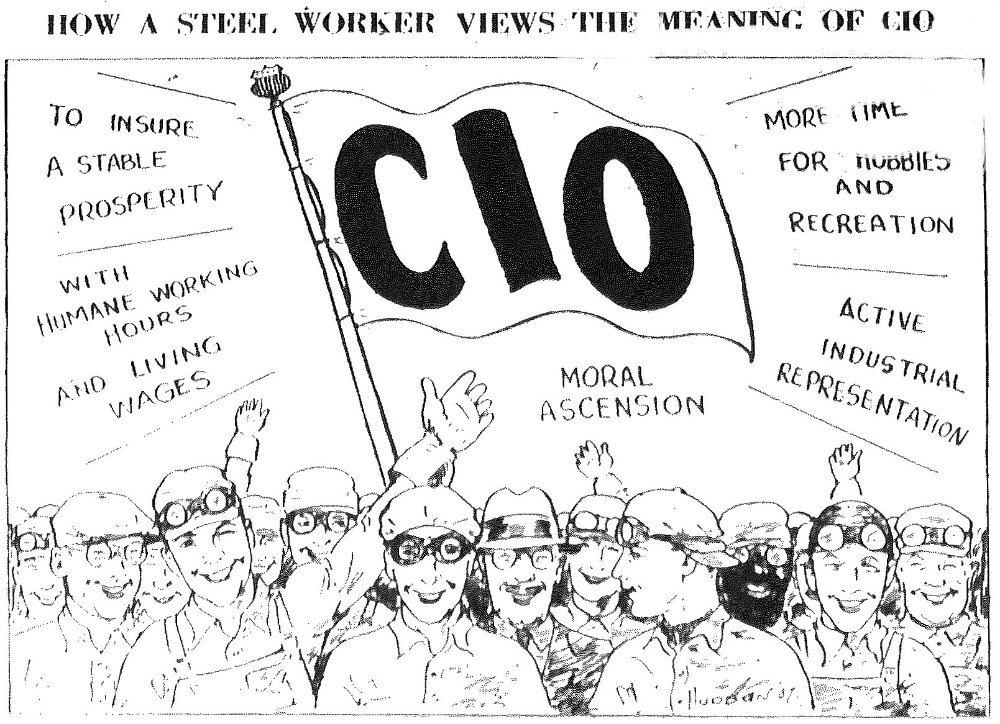 HOW A STEEL WORKER VIEWS THE MEANING OF CIO
TO INSURE
A STABLE
PROSPERITY
WITH
HUMANE WORKING
HOURS
AND LIVING
WAGES
CIO
MORAL
ASCENSION
MORE TIME
FOR HOBBIES
AND
RECREATION
ACTIVE
INDUSTRIAL
REPRESENTATION